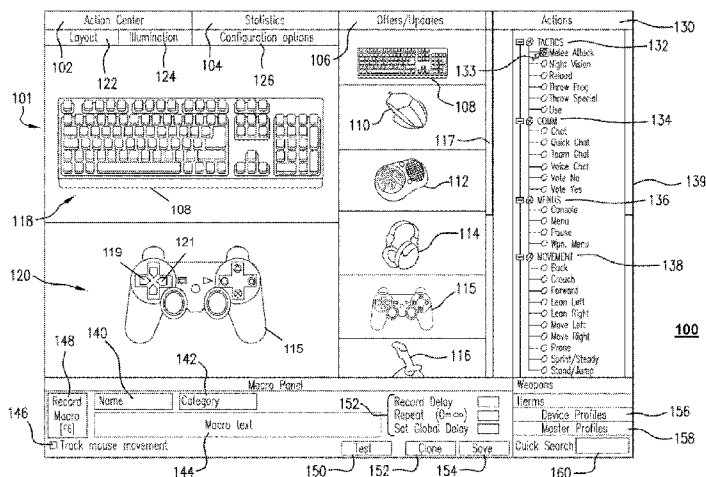 Action Center
Statistics
Offers/Updates
Actions
130
Layout
Illumination
Configuration options
102
122
124
104
126
106
133
108
110
117
112
114
115
116
101
118
108
119
121
120
115
TACTICS
132
Melee Attack
Night Vision
Reload
Throw Frag
Throw Special
Use
COMM
134
Chat
Quick Chat
Team Chat
Voice Chat
Vote No
Vote Yes
MENUS
136
139
Console
Menu
Pause
Wpn. Menu
MOVEMENT
138
Back
Crouch
Forward
Lean Left
Lean Right
Move Left
Move Right
Prone
Sprint/Steady
Stand/Jump
100
148
140
142
Macro Panel
Record
Macro
[F6]
Name
Category
Macro text
152
Record Delay
Repeat (0=∞)
Set Global Delay
146
Track mouse movement
144
Test
Clone
Save
150
152
154
Weapons
Items
Device Profiles
156
Master Profiles
158
Quick Search
160